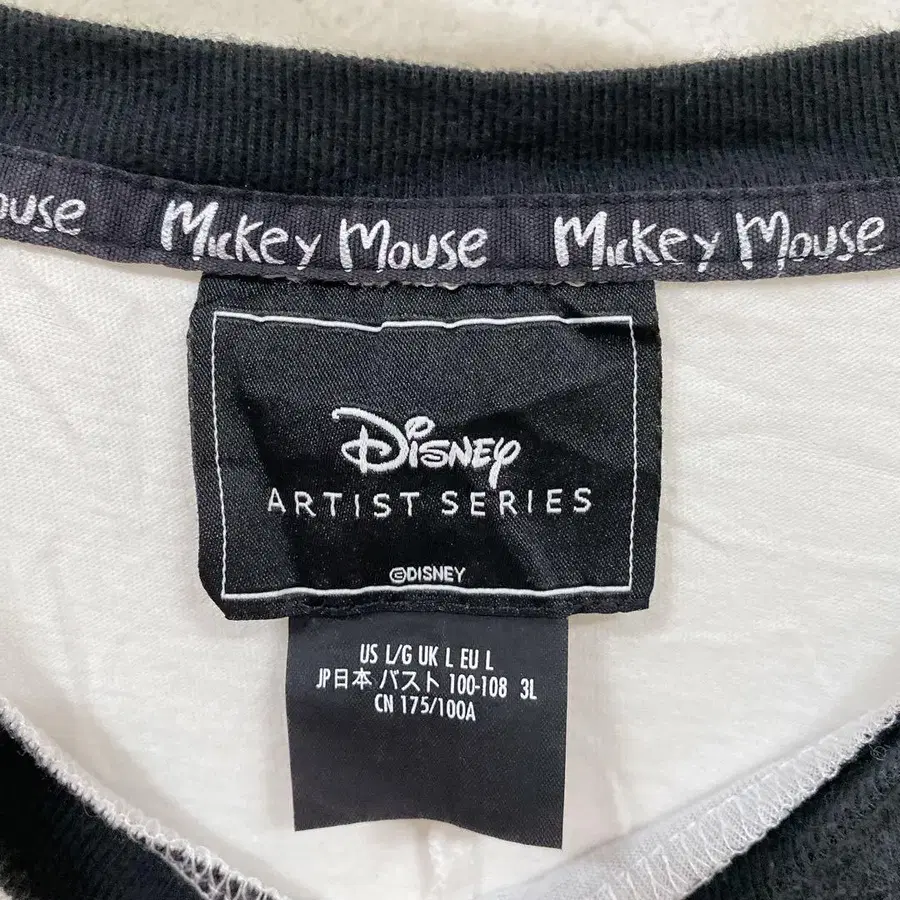 ouse Mickey Mouse Mickey Mouse
Disney
ARTIST SERIES
©DISNEY
US L/G UK L EU L
JP日本 バスト 100-108 3L
CN 175/100A